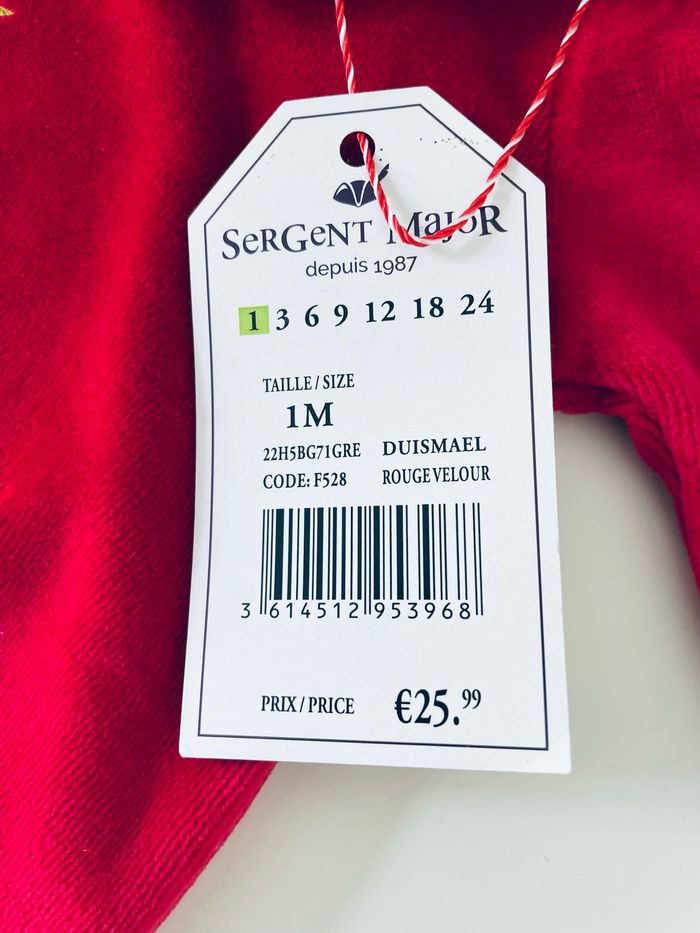 SeRGeNT MaJoR
depuis 1987
1 3 6 9 12 18 24
TAILLE / SIZE
1M
22H5BG71GRE DUISMAEL
CODE: F528 ROUGE VELOUR
3 614512 953968
PRIX / PRICE €25.99